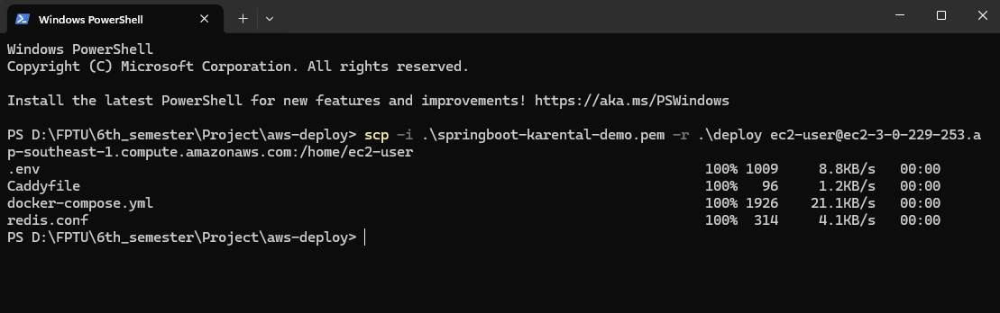 Windows PowerShell
Windows PowerShell
Copyright (C) Microsoft Corporation. All rights reserved.
Install the latest PowerShell for new features and improvements! https://aka.ms/PSWindows
PS D:\FPTU\6th_semester\Project\aws-deploy> scp -i .\springboot-karental-demo.pem -r .\deploy ec2-user@ec2-3-0-229-253.a
p-southeast-1.compute.amazonaws.com:/home/ec2-user
.env 100% 1009 8.8KB/s 00:00
Caddyfile 100% 96 1.2KB/s 00:00
docker-compose.yml 100% 1926 21.1KB/s 00:00
redis.conf 100% 314 4.1KB/s 00:00
PS D:\FPTU\6th_semester\Project\aws-deploy>